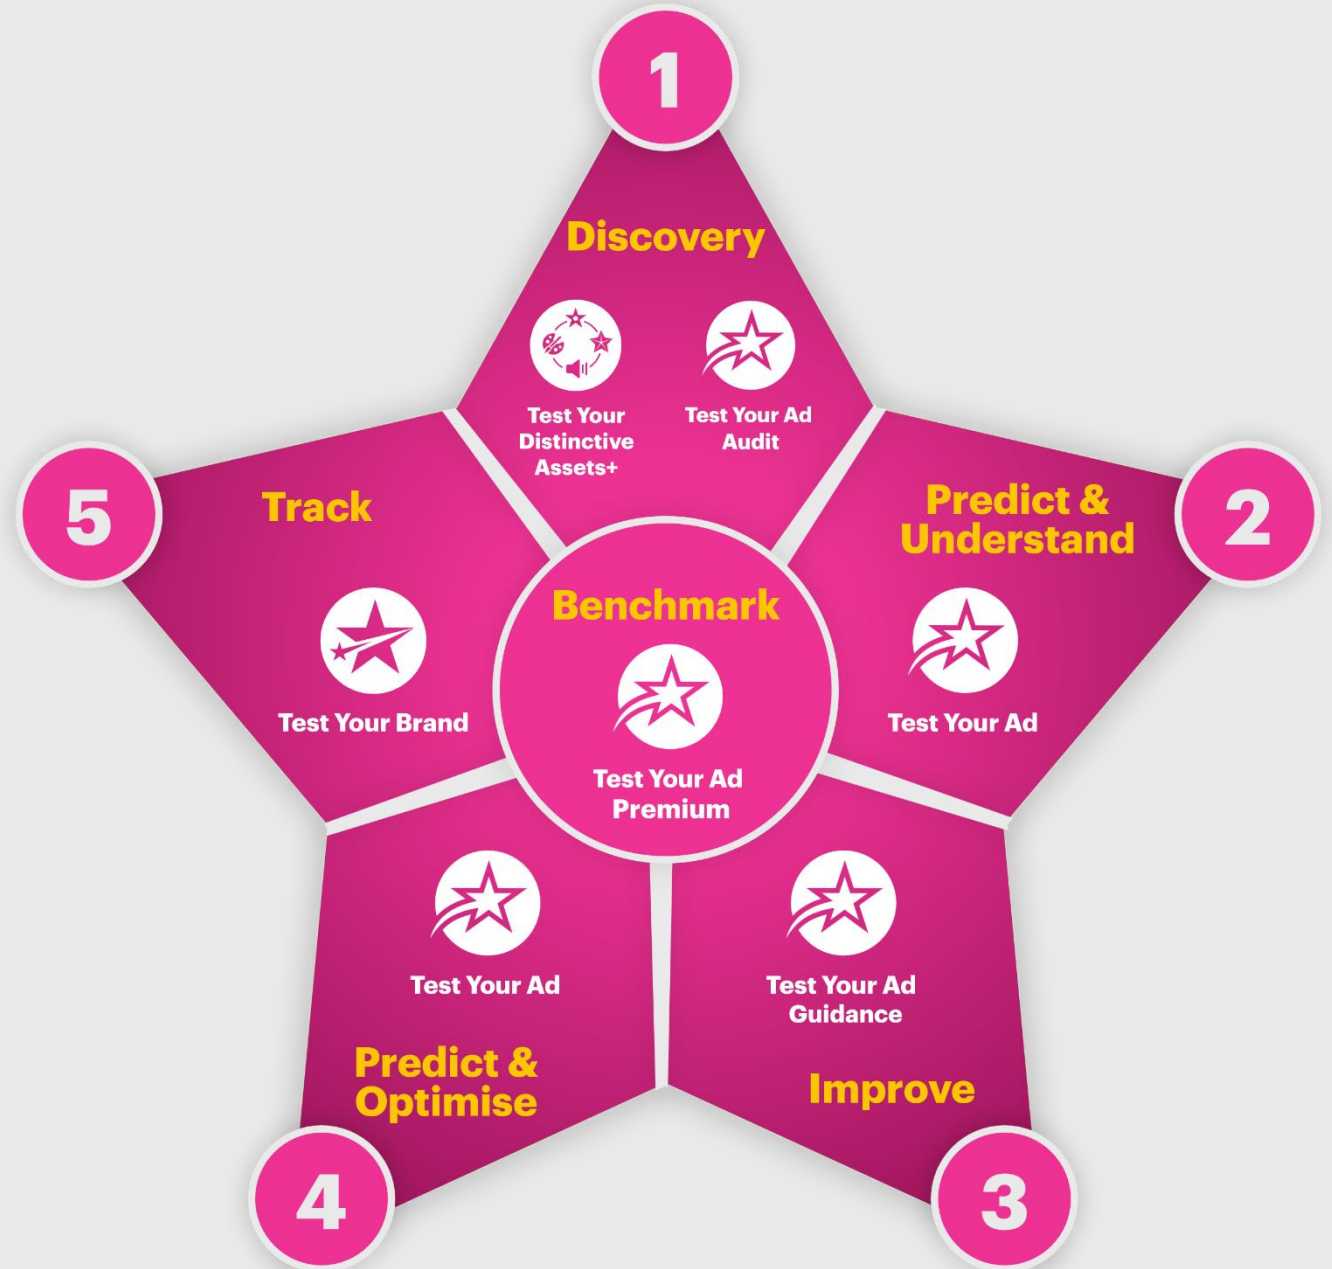 1
Discovery
Test Your
Distinctive
Assets+
Test Your Ad
Audit
2
Predict &
Understand
Test Your Ad
3
Test Your Ad
Guidance
Improve
4
Test Your Ad
Predict &
Optimise
5
Track
Test Your Brand
Benchmark
Test Your Ad
Premium